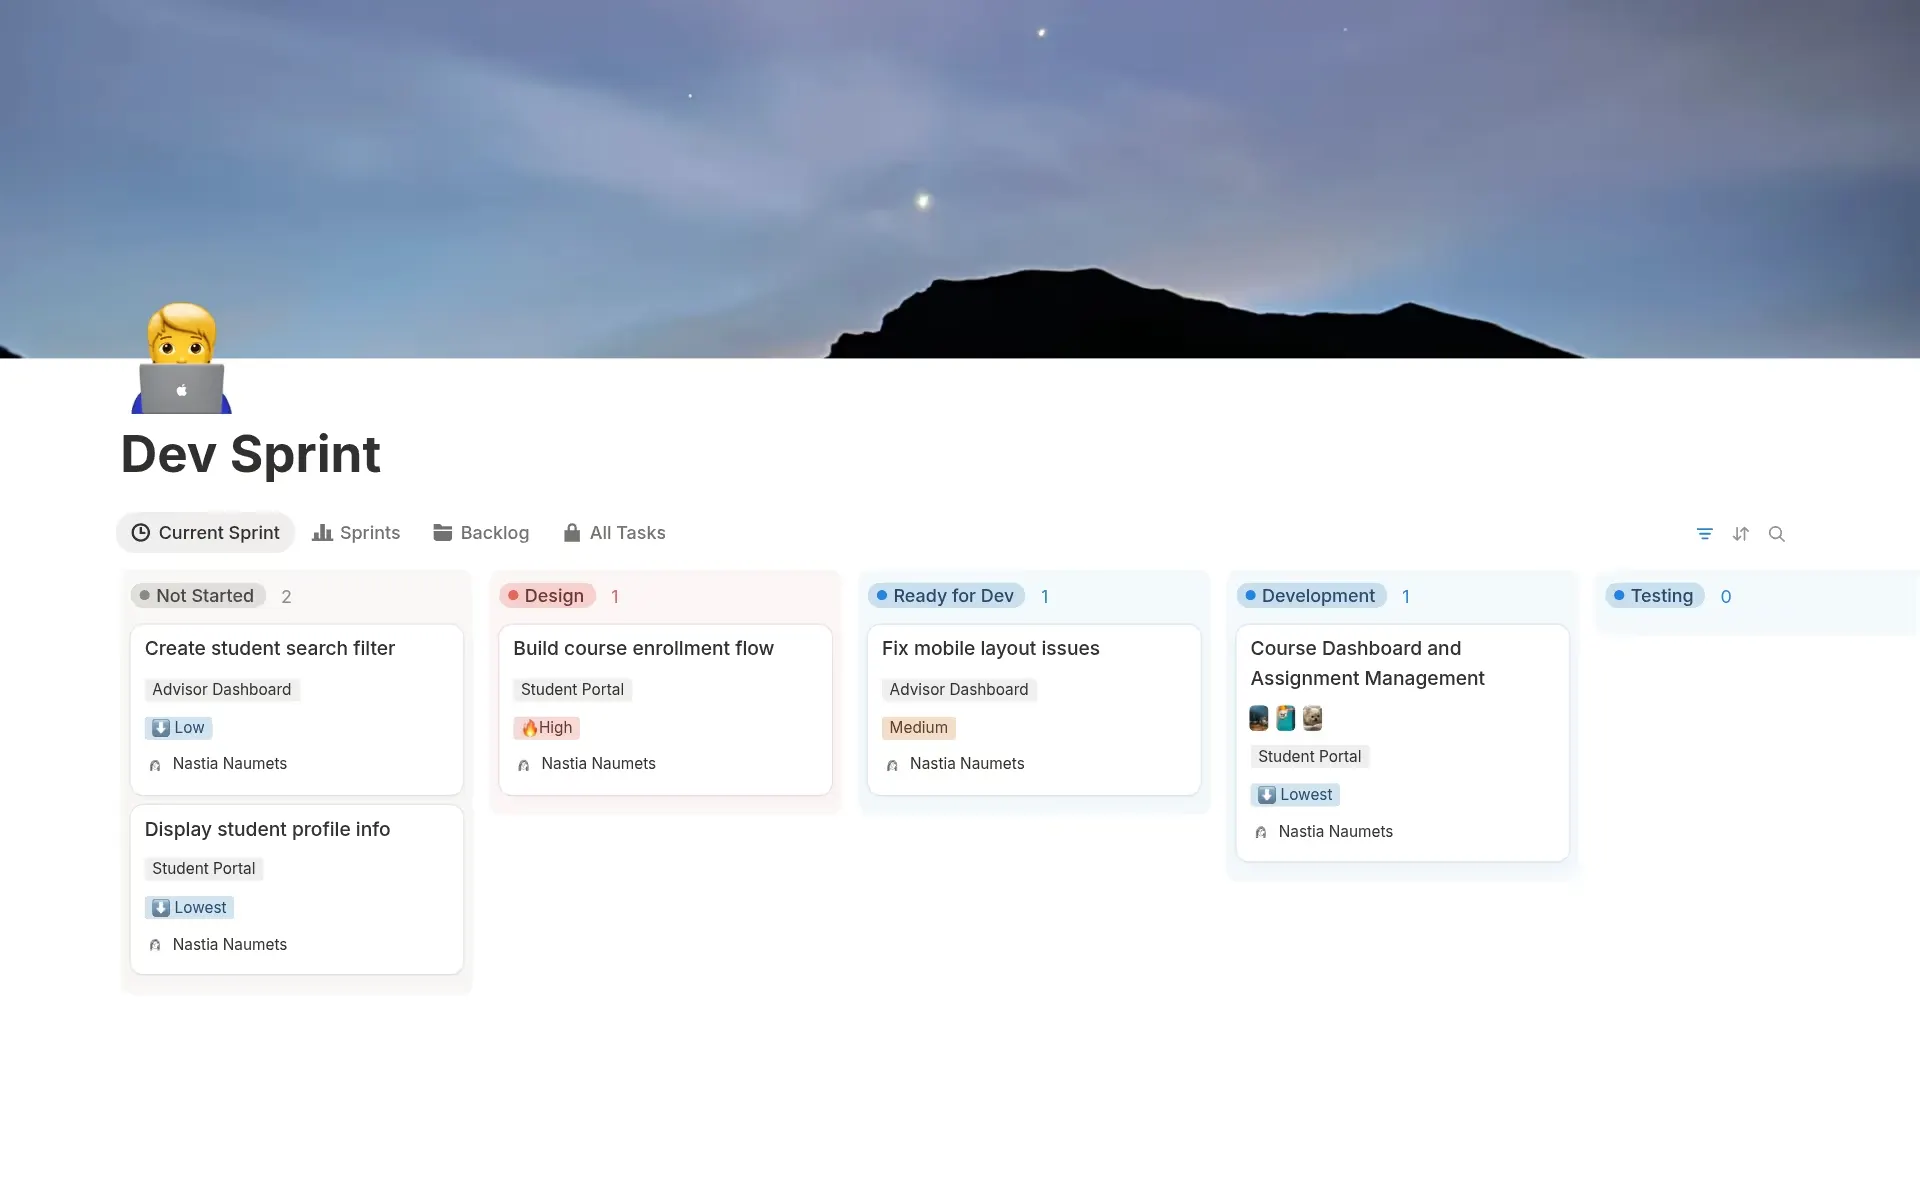 Dev Sprint
Current Sprint
Sprints
Backlog
All Tasks
Not Started 2
Create student search filter
Advisor Dashboard
⬇️ Low
Nastia Naumets
Display student profile info
Student Portal
⬇️ Lowest
Nastia Naumets
Design 1
Build course enrollment flow
Student Portal
🔥High
Nastia Naumets
Ready for Dev 1
Fix mobile layout issues
Advisor Dashboard
Medium
Nastia Naumets
Development 1
Course Dashboard and
Assignment Management
Student Portal
⬇️ Lowest
Nastia Naumets
Testing 0